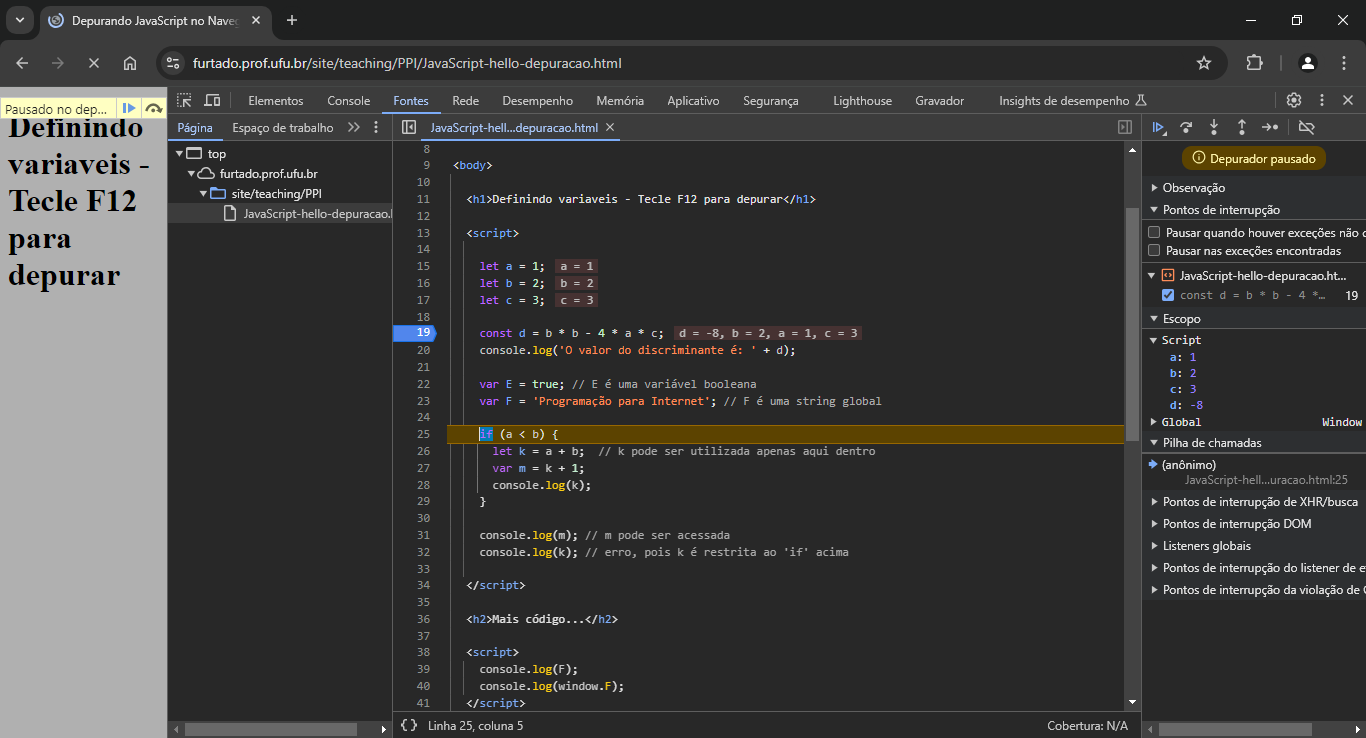 Depurando JavaScript no Nave
furtado.prof.ufu.br/site/teaching/PPI/JavaScript-hello-depuracao.html
Pausado no dep...
Definindo
variaveis -
Tecle F12
para
depurar
Elementos Console Fontes Rede Desempenho Memória Aplicativo Segurança Lighthouse Gravador Insights de desempenho
Página Espaço de trabalho
top
furtado.prof.ufu.br
site/teaching/PPI
JavaScript-hello-depuracao.l
JavaScript-hell...depuracao.html
8
9 <body>
10
11 <h1>Definindo variaveis - Tecle F12 para depurar</h1>
12
13 <script>
14
15 let a = 1; a = 1
16 let b = 2; b = 2
17 let c = 3; c = 3
18
19 const d = b * b - 4 * a * c; d = -8, b = 2, a = 1, c = 3
20 console.log('O valor do discriminante é: ' + d);
21
22 var E = true; // E é uma variável booleana
23 var F = 'Programação para Internet'; // F é uma string global
24
25 if (a < b) {
26 let k = a + b; // k pode ser utilizada apenas aqui dentro
27 var m = k + 1;
28 console.log(k);
29 }
30
31 console.log(m); // m pode ser acessada
32 console.log(k); // erro, pois k é restrita ao 'if' acima
33
34 </script>
35
36 <h2>Mais código...</h2>
37
38 <script>
39 console.log(F);
40 console.log(window.F);
41 </script>
{} Linha 25, coluna 5 Cobertura: N/A
Depurador pausado
Observação
Pontos de interrupção
Pausar quando houver exceções não c
Pausar nas exceções encontradas
JavaScript-hello-depuracao.ht...
const d = b * b - 4 *… 19
Escopo
Script
a: 1
b: 2
c: 3
d: -8
Global Window
Pilha de chamadas
(anônimo)
JavaScript-hell...uracao.html:25
Pontos de interrupção de XHR/busca
Pontos de interrupção DOM
Listeners globais
Pontos de interrupção do listener de e
Pontos de interrupção da violação de C